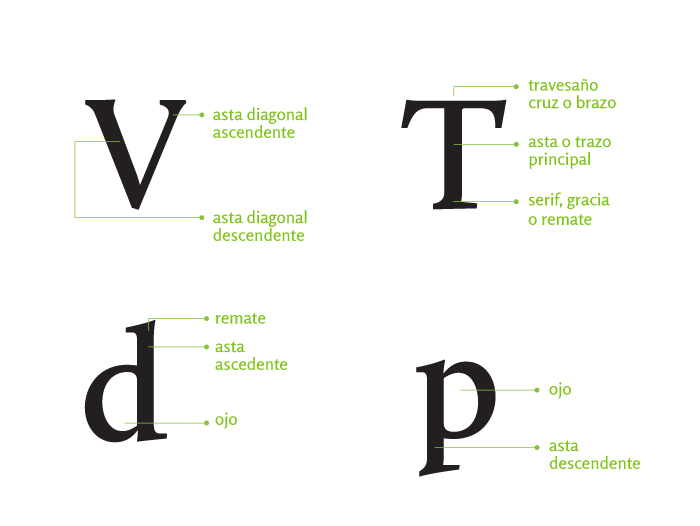 V
asta diagonal
ascendente
asta diagonal
descendente
T
travesaño
cruz o brazo
asta o trazo
principal
serif, gracia
o remate
d
remate
asta
ascedente
ojo
p
ojo
asta
descendente